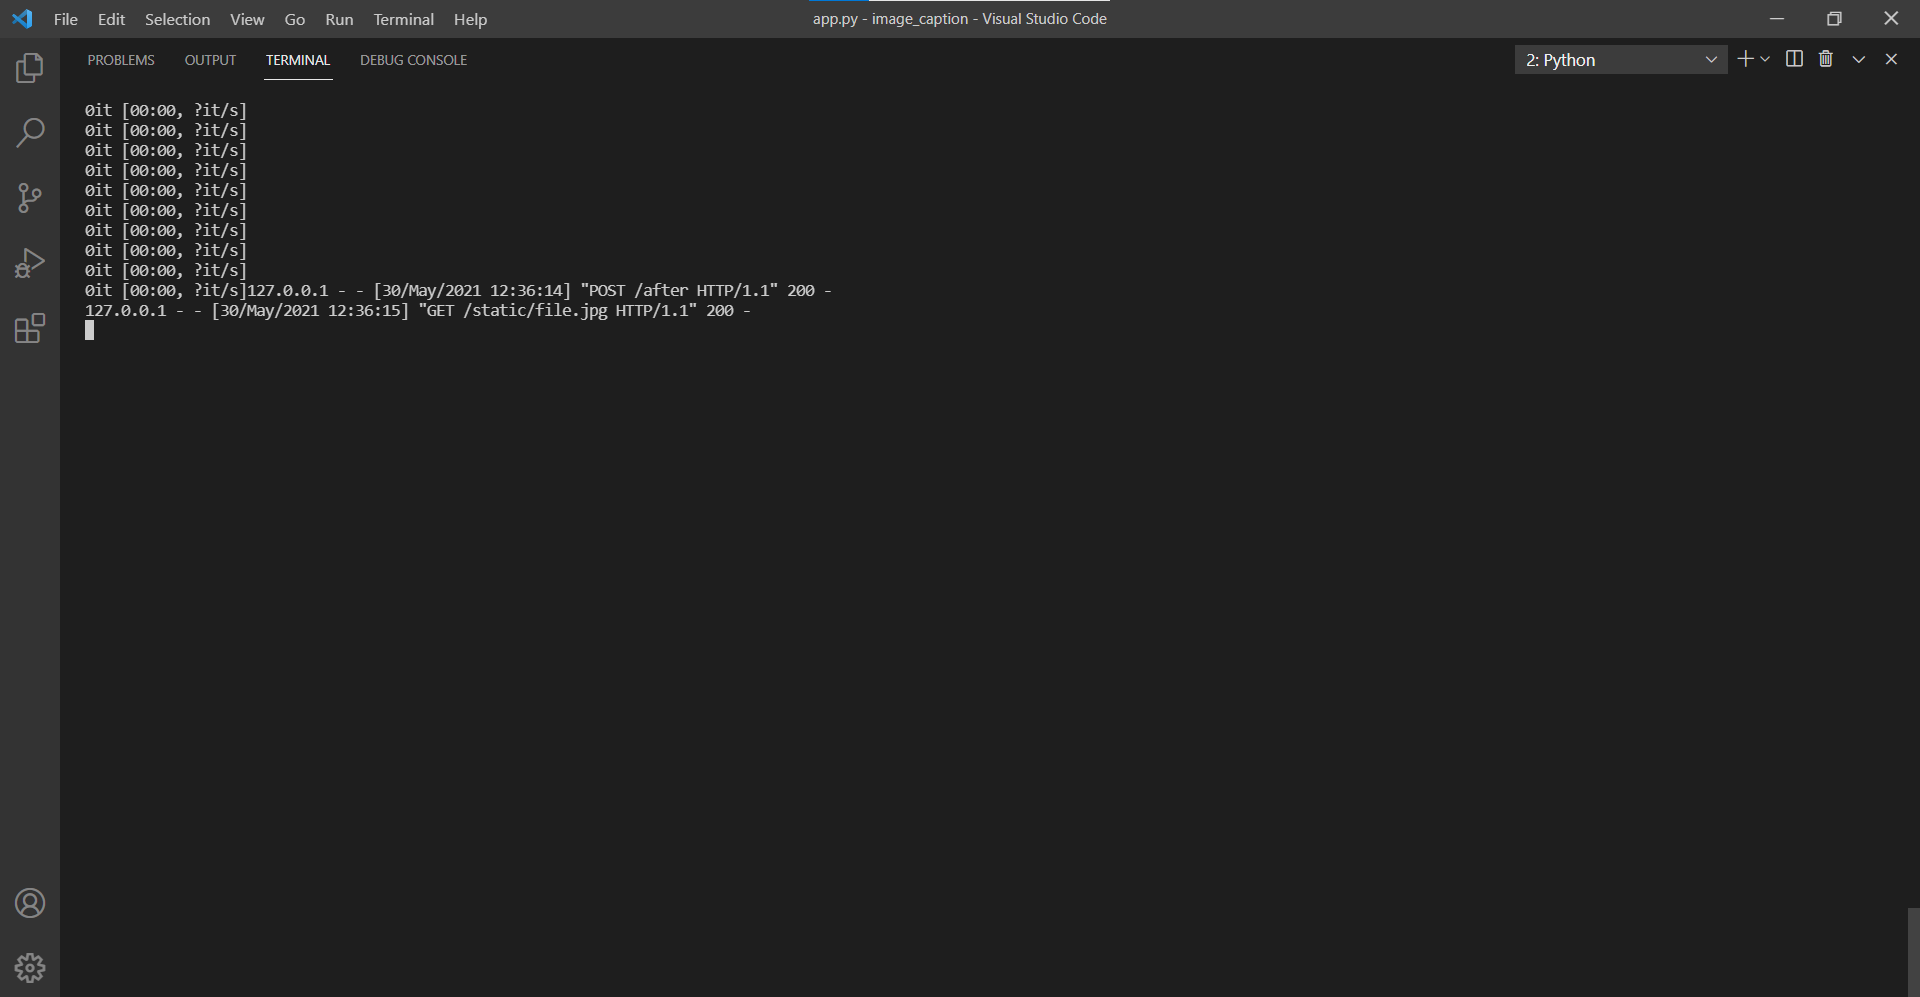 File Edit Selection View Go Run Terminal Help app.py - image_caption - Visual Studio Code
PROBLEMS OUTPUT TERMINAL DEBUG CONSOLE 2: Python
0it [00:00, ?it/s]
0it [00:00, ?it/s]
0it [00:00, ?it/s]
0it [00:00, ?it/s]
0it [00:00, ?it/s]
0it [00:00, ?it/s]
0it [00:00, ?it/s]
0it [00:00, ?it/s]
0it [00:00, ?it/s]
0it [00:00, ?it/s]127.0.0.1 - - [30/May/2021 12:36:14] "POST /after HTTP/1.1" 200 -
127.0.0.1 - - [30/May/2021 12:36:15] "GET /static/file.jpg HTTP/1.1" 200 -